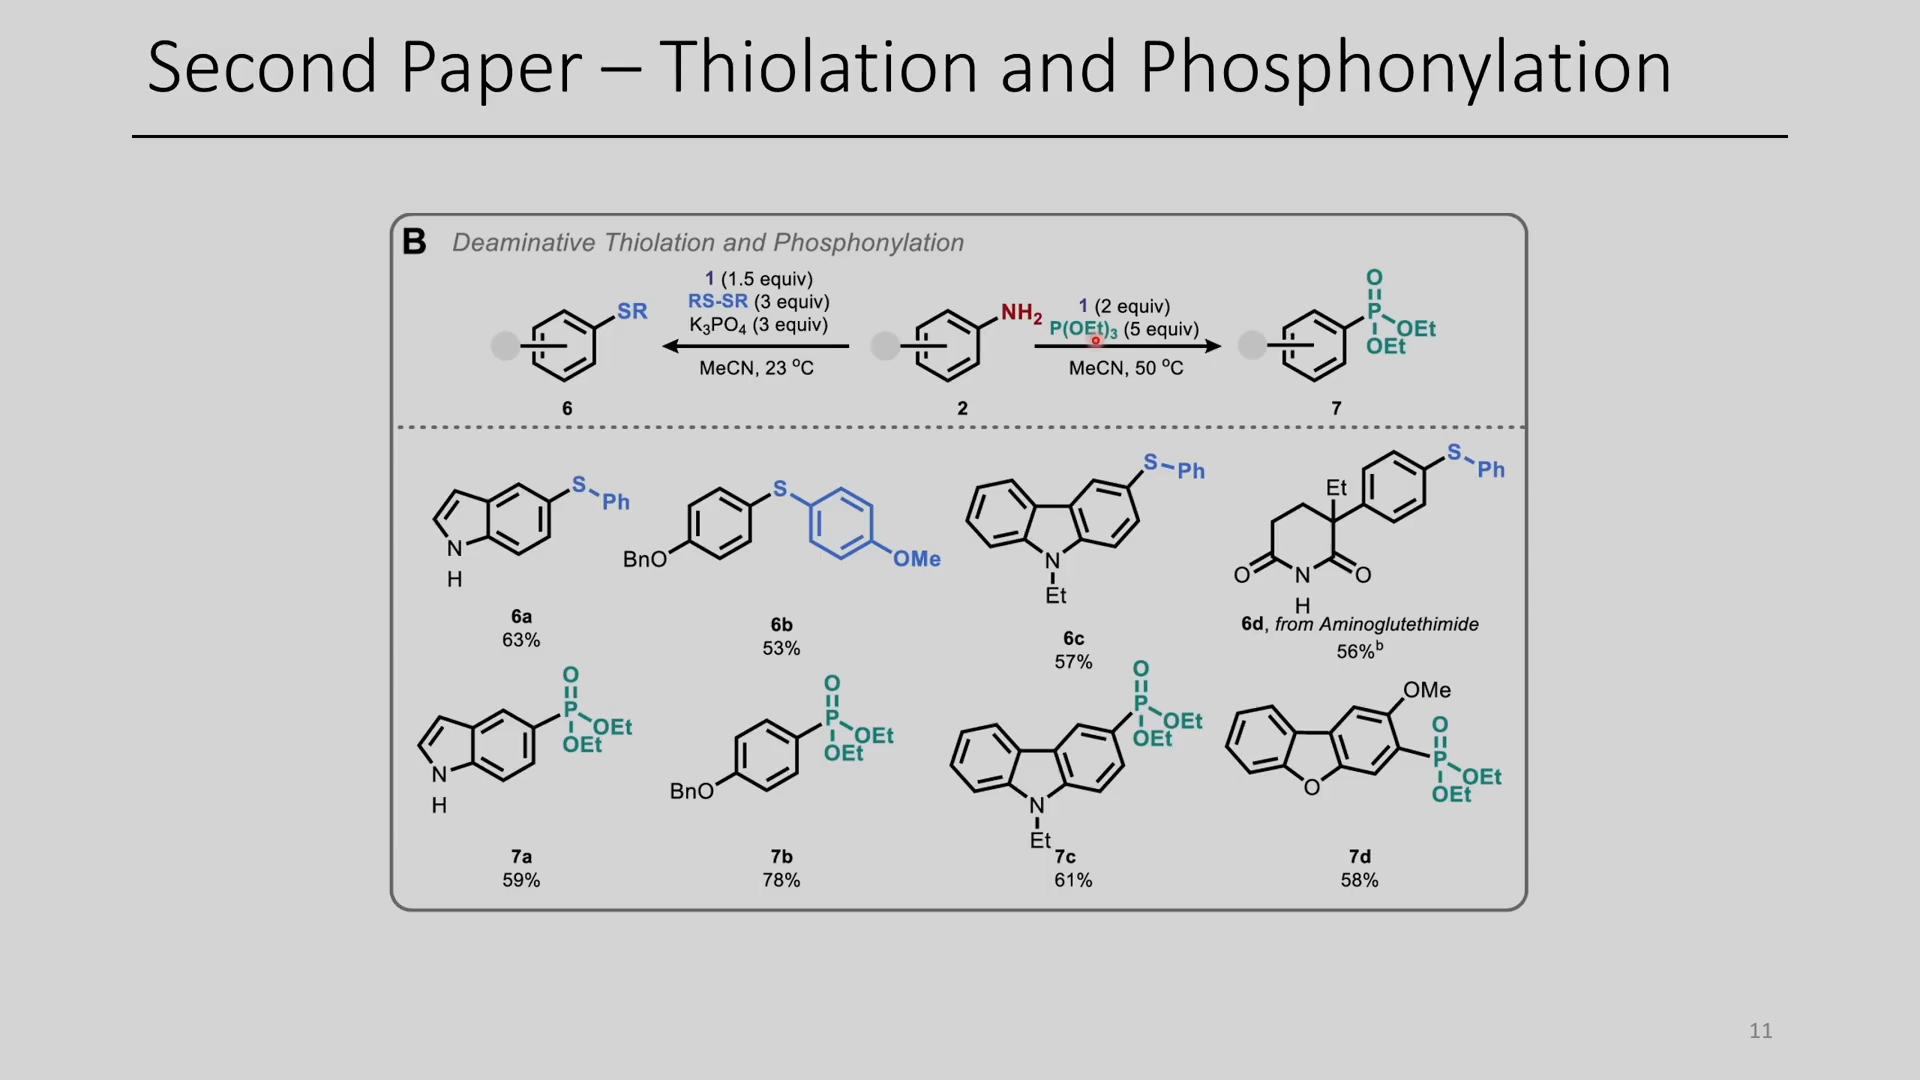 Second Paper – Thiolation and Phosphonylation
B Deaminative Thiolation and Phosphonylation
SR
6
1 (1.5 equiv)
RS-SR (3 equiv)
K₃PO₄ (3 equiv)
MeCN, 23 °C
NH₂
2
1 (2 equiv)
P(OEt)₃ (5 equiv)
MeCN, 50 °C
O
P
OEt
OEt
7
S
Ph
N
H
6a
63%
S
BnO
OMe
6b
53%
S
Ph
N
Et
6c
57%
S
Ph
Et
O
N
O
H
6d, from Aminoglutethimide
56%ᵇ
O
P
OEt
OEt
N
H
7a
59%
O
P
OEt
OEt
BnO
7b
78%
O
P
OEt
OEt
N
Et
7c
61%
OMe
O
P
OEt
OEt
O
7d
58%
11